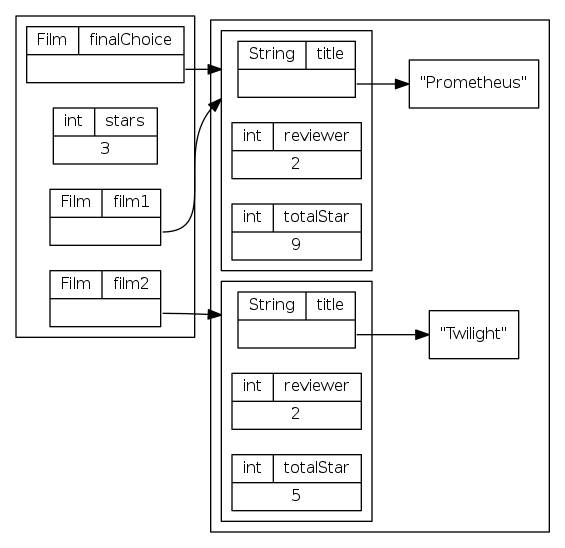 Film finalChoice
int stars
3
Film film1
Film film2
String title
"Prometheus"
int reviewer
2
int totalStar
9
String title
"Twilight"
int reviewer
2
int totalStar
5